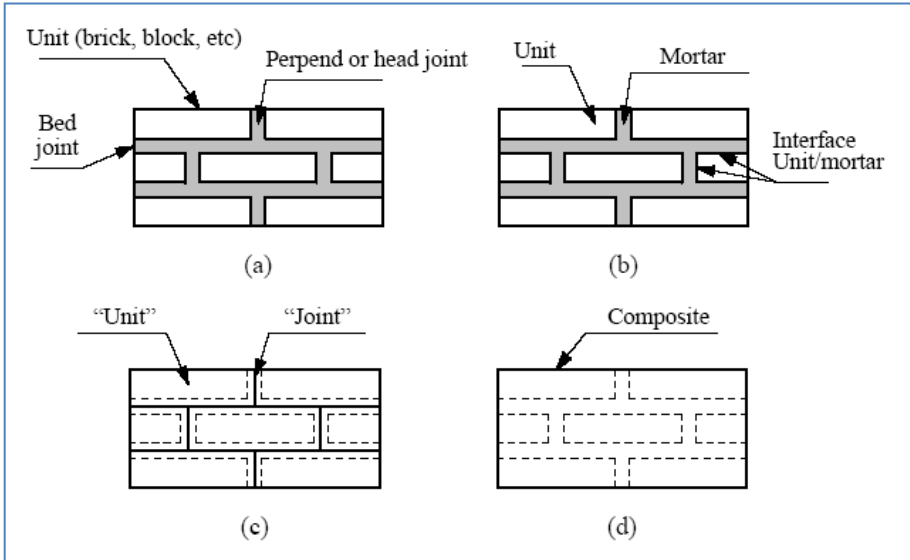 Unit (brick, block, etc)
Perpend or head joint
Bed
joint
(a)
Unit
Mortar
Interface
Unit/mortar
(b)
“Unit”
“Joint”
(c)
Composite
(d)